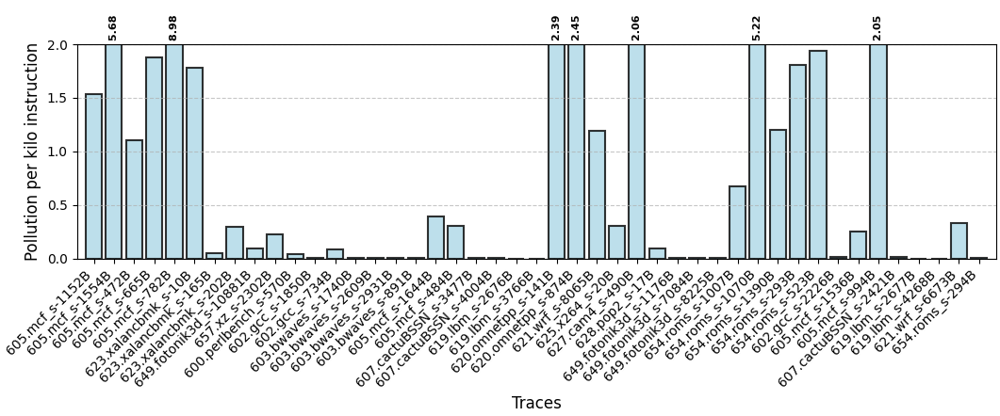 5.68
8.98
2.39
2.45
2.06
5.22
2.05
Pollution per kilo instruction
2.0
1.5
1.0
0.5
0.0
605.mcf_s-1152B
605.mcf_s-1554B
605.mcf_s-472B
605.mcf_s-665B
605.mcf_s-782B
623.xalancbmk_s-10B
623.xalancbmk_s-165B
623.xalancbmk_s-202B
649.fotonik3d_s-10881B
657.xz_s-2302B
600.perlbench_s-570B
602.gcc_s-1850B
602.gcc_s-734B
603.bwaves_s-1740B
603.bwaves_s-2609B
603.bwaves_s-2931B
603.bwaves_s-891B
605.mcf_s-1644B
605.mcf_s-484B
607.cactuBSSN_s-3477B
607.cactuBSSN_s-4004B
619.lbm_s-2676B
619.lbm_s-3766B
620.omnetpp_s-141B
620.omnetpp_s-874B
621.wrf_s-8065B
625.x264_s-20B
627.cam4_s-490B
628.pop2_s-17B
649.fotonik3d_s-1176B
649.fotonik3d_s-7084B
649.fotonik3d_s-8225B
654.roms_s-1007B
654.roms_s-1070B
654.roms_s-1390B
654.roms_s-293B
654.roms_s-523B
602.gcc_s-2226B
605.mcf_s-1536B
605.mcf_s-994B
607.cactuBSSN_s-2421B
619.lbm_s-2677B
619.lbm_s-4268B
621.wrf_s-6673B
654.roms_s-294B
Traces